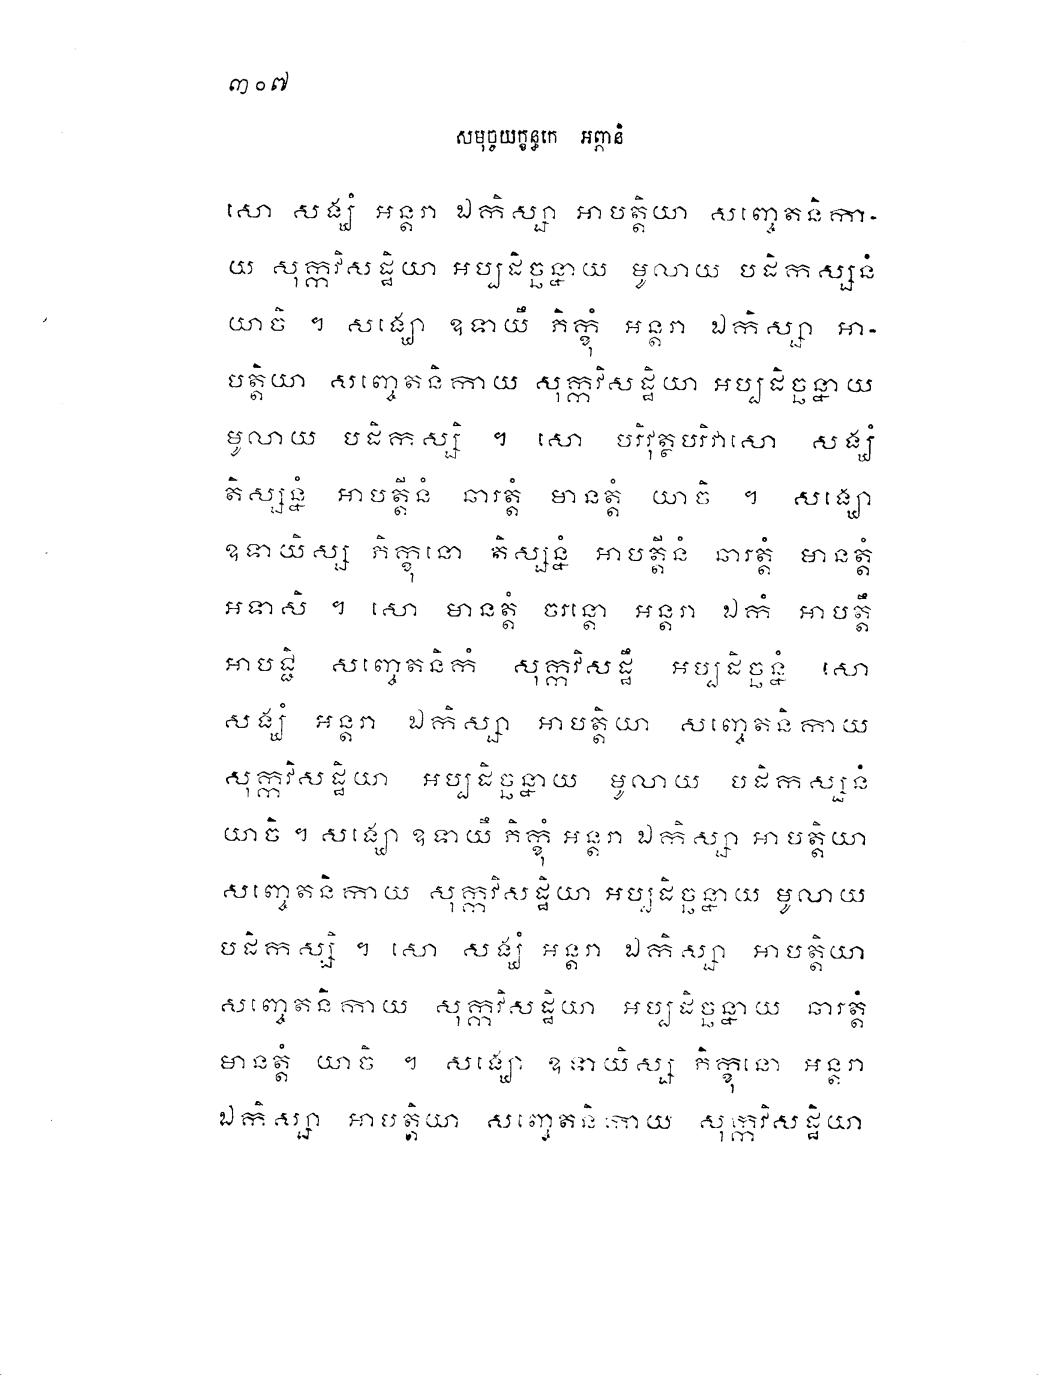 ៣០៧
សមុច្ចយក្ខន្ធកេ អព្ភានំ
សោ សង្ឃំ អន្តរា ឯកិស្សា អាបត្តិយា សញ្ចេតនិកា-
យ សុក្កវិសដ្ឋិយា អប្បដិច្ឆន្នាយ មូលាយ បដិកស្សនំ
យាចិ ។ សង្ឃោ ឧទាយឹ ភិក្ខុំ អន្តរា ឯកិស្សា អា-
បត្តិយា សញ្ចេតនិកាយ សុក្កវិសដ្ឋិយា អប្បដិច្ឆន្នាយ
មូលាយ បដិកស្សិ ។ សោ បរិវុត្ថបរិវាសោ សង្ឃំ
តិស្សន្នំ អាបត្តីនំ ឆារត្តំ មានត្តំ យាចិ ។ សង្ឃោ
ឧទាយិស្ស ភិក្ខុនោ តិស្សន្នំ អាបត្តីនំ ឆារត្តំ មានត្តំ
អទាសិ ។ សោ មានត្តំ ចរន្តោ អន្តរា ឯកំ អាបត្តឹ
អាបជ្ជិ សញ្ចេតនិកំ សុក្កវិសដ្ឋឹ អប្បដិច្ឆន្នំ សោ
សង្ឃំ អន្តរា ឯកិស្សា អាបត្តិយា សញ្ចេតនិកាយ
សុក្កវិសដ្ឋិយា អប្បដិច្ឆន្នាយ មូលាយ បដិកស្សនំ
យាចិ ។ សង្ឃោ ឧទាយឹ ភិក្ខុំ អន្តរា ឯកិស្សា អាបត្តិយា
សញ្ចេតនិកាយ សុក្កវិសដ្ឋិយា អប្បដិច្ឆន្នាយ មូលាយ
បដិកស្សិ ។ សោ សង្ឃំ អន្តរា ឯកិស្សា អាបត្តិយា
សញ្ចេតនិកាយ សុក្កវិសដ្ឋិយា អប្បដិច្ឆន្នាយ ឆារត្តំ
មានត្តំ យាចិ ។ សង្ឃោ ឧទាយិស្ស ភិក្ខុនោ អន្តរា
ឯកិស្សា អាបត្តិយា សញ្ចេតនិកាយ សុក្កវិសដ្ឋិយា